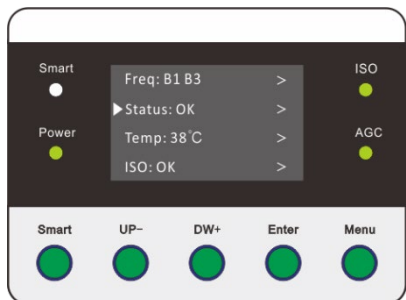 Smart
ISO
Freq: B1 B3 >
Status: OK >
Power
AGC
Temp: 38°C >
ISO: OK >
Smart UP- DW+ Enter Menu